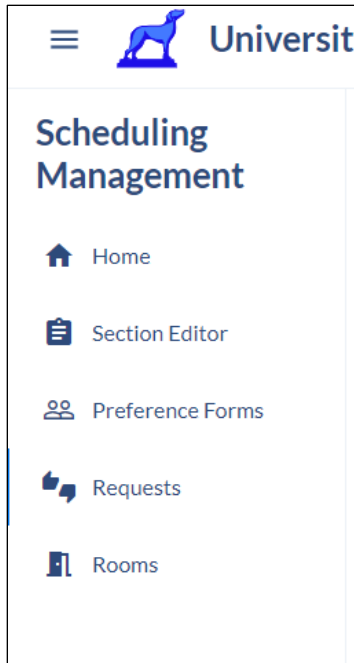 Universit
Scheduling
Management
Home
Section Editor
Preference Forms
Requests
Rooms